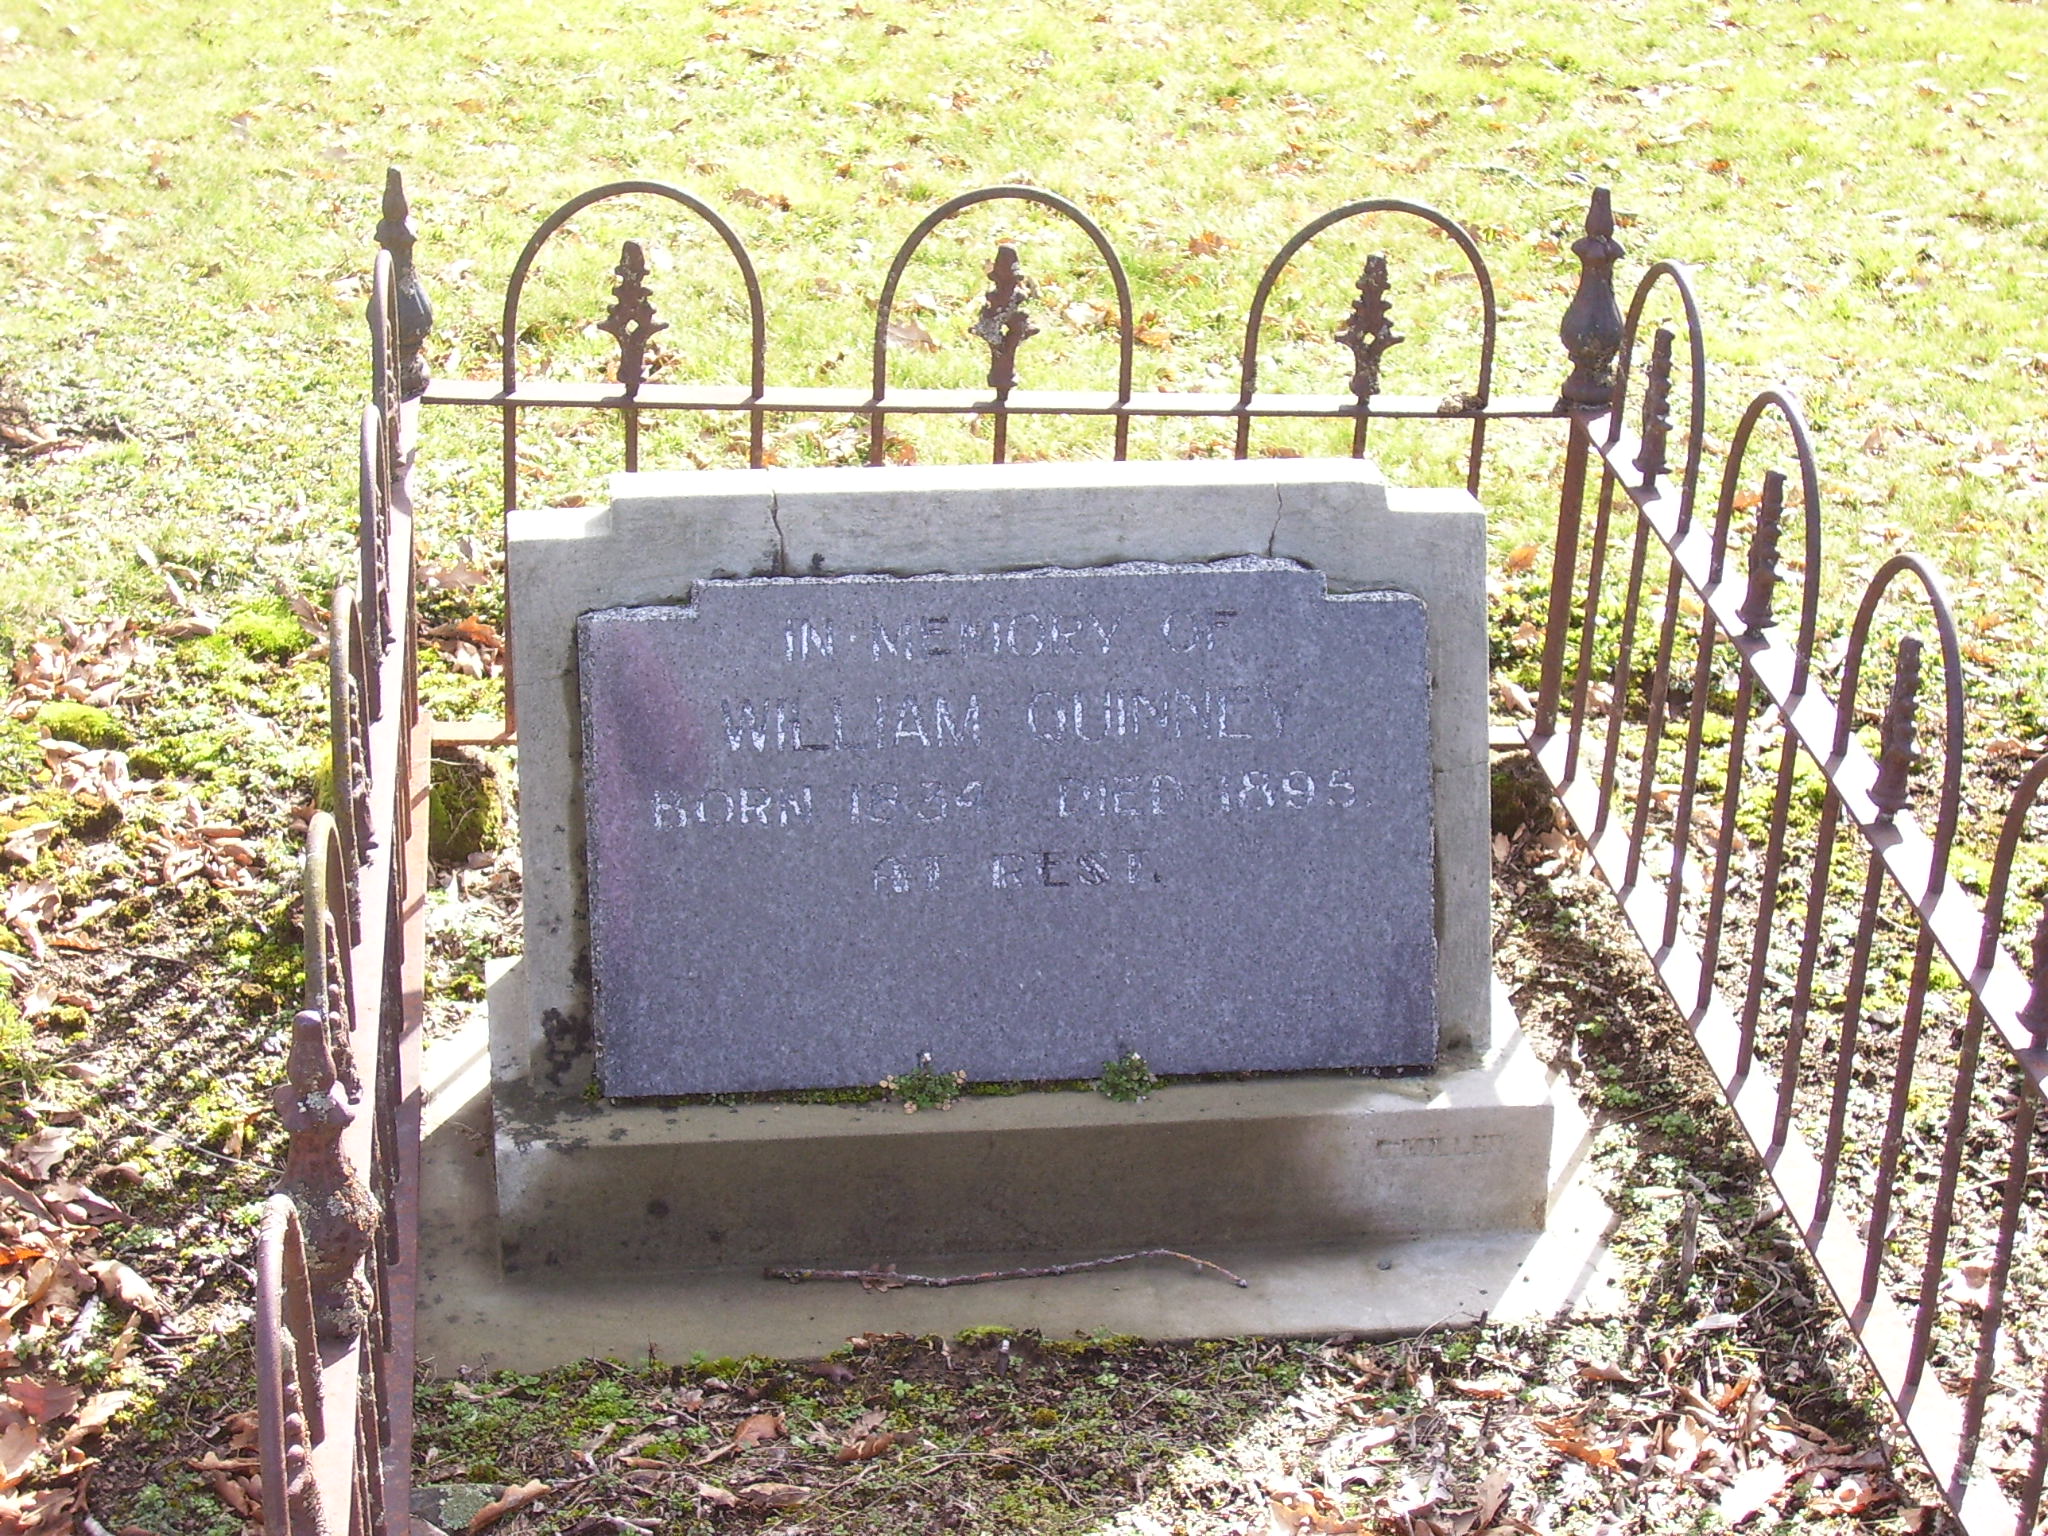 IN MEMORY OF
WILLIAM QUINNEY
BORN 1834 DIED 1895.
AT REST.